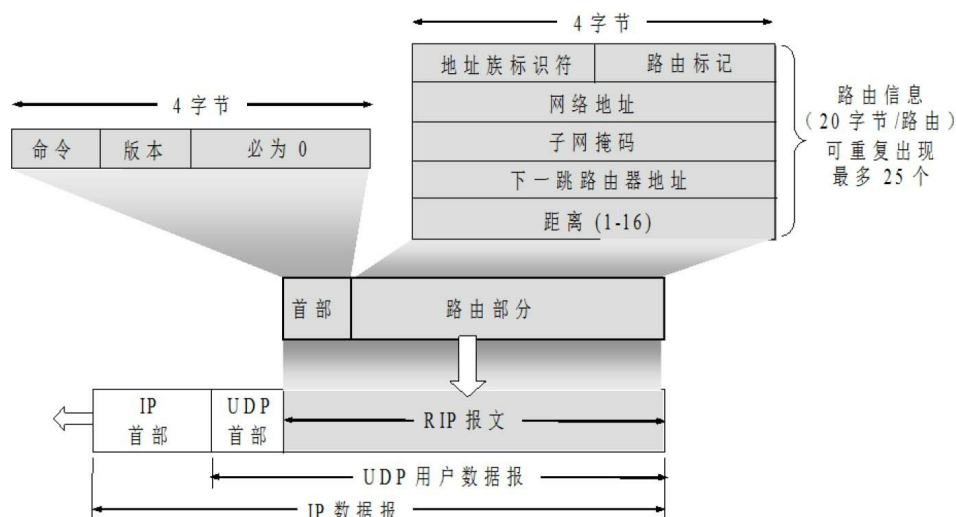 4 字节
地址族标识符 路由标记
网络地址
子网掩码
下一跳路由器地址
距离 (1-16)
路由信息
(20 字节/路由)
可重复出现
最多 25 个
4 字节
命令 版本 必为 0
首部 路由部分
IP
首部
UDP
首部
RIP 报文
UDP 用户数据报
IP 数据报